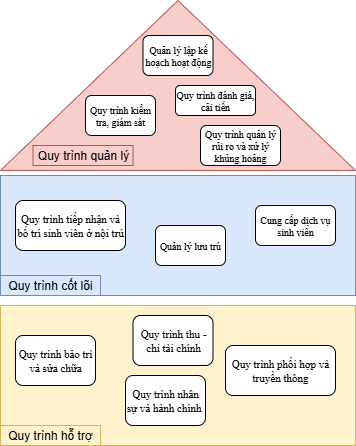 Quản lý lập kế
hoạch hoạt động
Quy trình đánh giá,
cải tiến
Quy trình kiểm
tra, giám sát
Quy trình quản lý
rủi ro và xử lý
khủng hoảng
Quy trình quản lý
Quy trình tiếp nhận và
bố trí sinh viên ở nội trú
Quản lý lưu trú
Cung cấp dịch vụ
sinh viên
Quy trình cốt lõi
Quy trình bảo trì
và sửa chữa
Quy trình thu -
chi tài chính
Quy trình phối hợp và
truyền thông
Quy trình nhân
sự và hành chính
Quy trình hỗ trợ